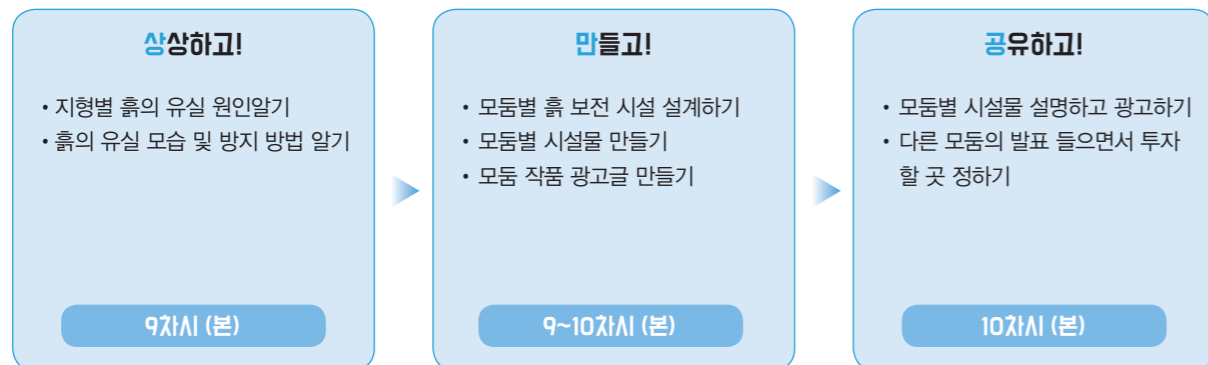 상상하고!
• 지형별 흙의 유실 원인알기
• 흙의 유실 모습 및 방지 방법 알기
9차시 (본)
만들고!
• 모둠별 흙 보전 시설 설계하기
• 모둠별 시설물 만들기
• 모둠 작품 광고글 만들기
9~10차시 (본)
공유하고!
• 모둠별 시설물 설명하고 광고하기
• 다른 모둠의 발표 들으면서 투자
할 곳 정하기
10차시 (본)